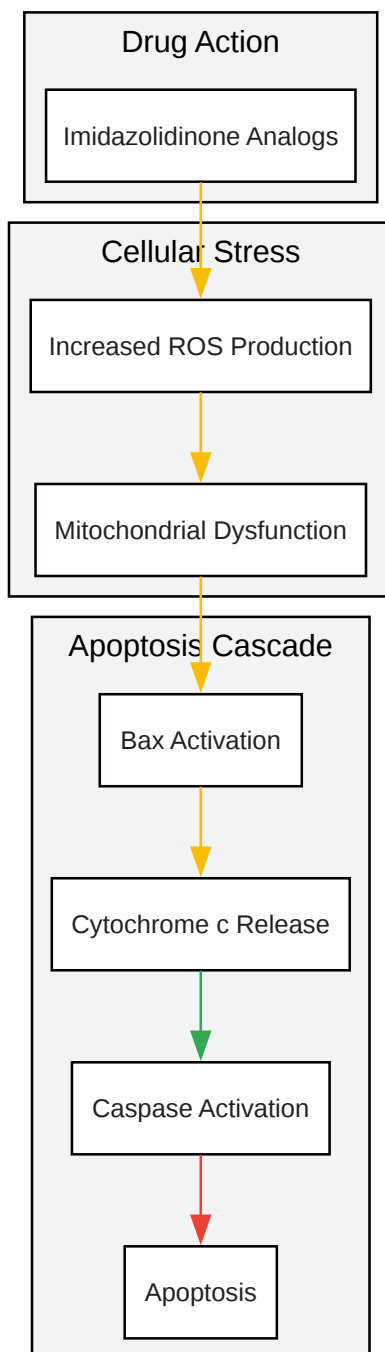 Drug Action
Imidazolidinone Analogs
Cellular Stress
Increased ROS Production
Mitochondrial Dysfunction
Apoptosis Cascade
Bax Activation
Cytochrome c Release
Caspase Activation
Apoptosis